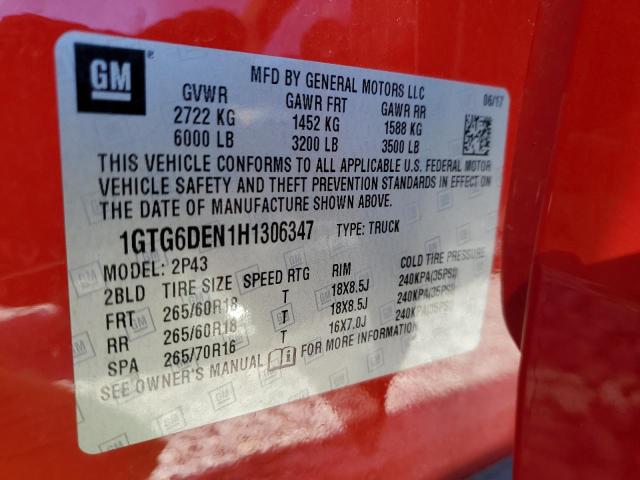 GM
MFD BY GENERAL MOTORS LLC
06/17
GVWR GAWR FRT GAWR RR
2722 KG 1452 KG 1588 KG
6000 LB 3200 LB 3500 LB
THIS VEHICLE CONFORMS TO ALL APPLICABLE U.S. FEDERAL MOTOR
VEHICLE SAFETY AND THEFT PREVENTION STANDARDS IN EFFECT ON
THE DATE OF MANUFACTURE SHOWN ABOVE.
1GTG6DEN1H1306347 TYPE: TRUCK
MODEL: 2P43
2BLD TIRE SIZE SPEED RTG RIM COLD TIRE PRESSURE
FRT 265/60R18 T 18X8.5J 240KPA(35PSI)
RR 265/60R18 T 18X8.5J 240KPA(35PSI)
SPA 265/70R16 T 16X7.0J 240KPA(35PSI)
SEE OWNER'S MANUAL FOR MORE INFORMATION